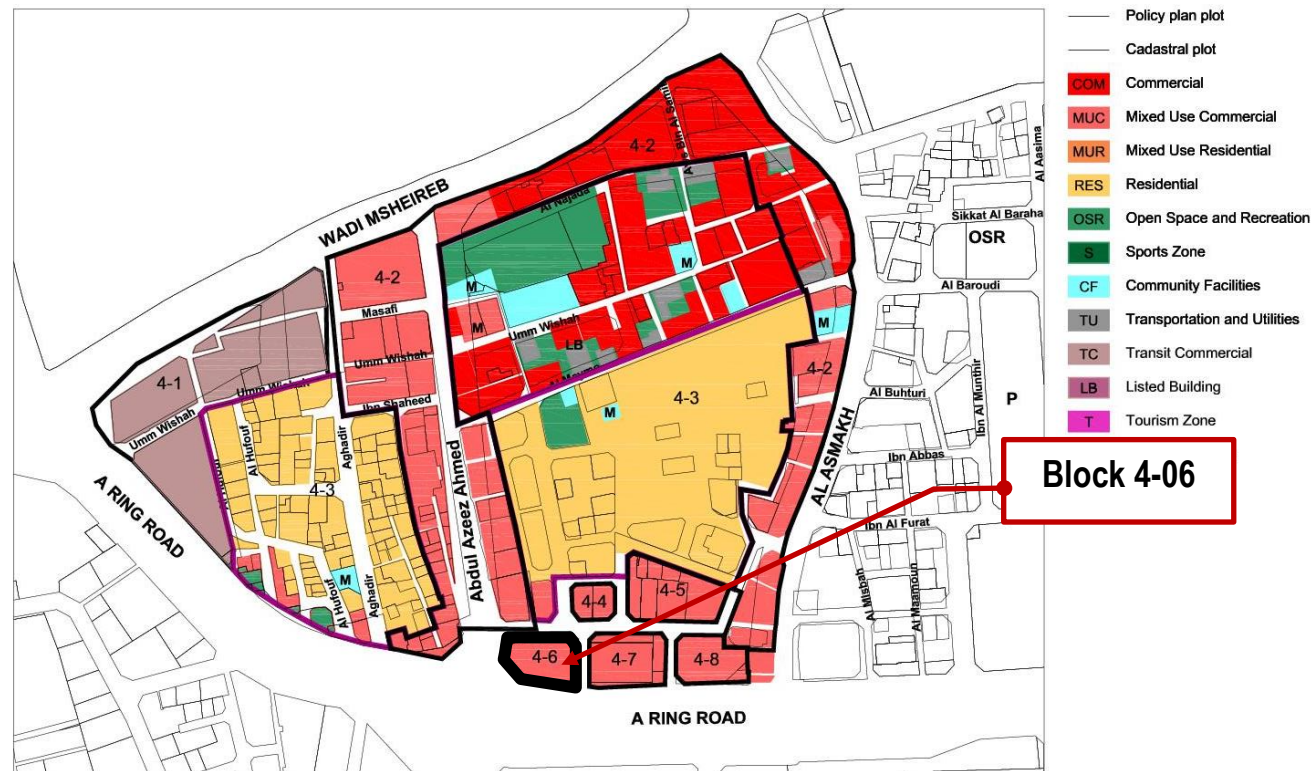 Policy plan plot
Cadastral plot
COM Commercial
MUC Mixed Use Commercial
MUR Mixed Use Residential
RES Residential
OSR Open Space and Recreation
S Sports Zone
CF Community Facilities
TU Transportation and Utilities
TC Transit Commercial
LB Listed Building
T Tourism Zone
Block 4-06
WADI MSHEIREB
4-2
Al Najada
Al Aasima
Sikkat Al Baraha
OSR
4-2
M
M
Al Baroudi
Masafi
M
Umm Wishah
M
LB
Umm Wishah
4-1
Umm Wishah
Umm Wishah
Ibn Shaheed
4-2
4-3
M
Al Buhturi
Ibn Al Munthir
P
Al Hufouf
Aghadir
4-3
Abdul Azeez Ahmed
AL ASMAKH
Ibn Abbas
A RING ROAD
Ibn Al Furat
M
Al Hufouf
Aghadir
Al Misbah
Al Maamoun
4-4
4-5
4-6
4-7
4-8
A RING ROAD